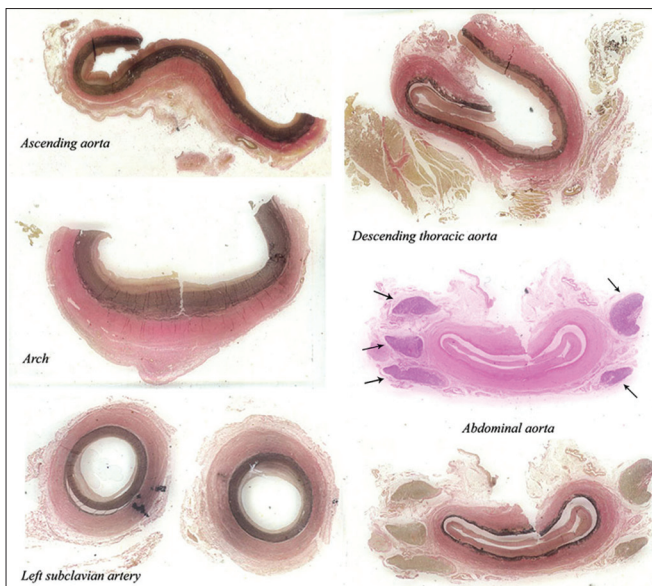 Ascending aorta
Descending thoracic aorta
Arch
Abdominal aorta
Left subclavian artery